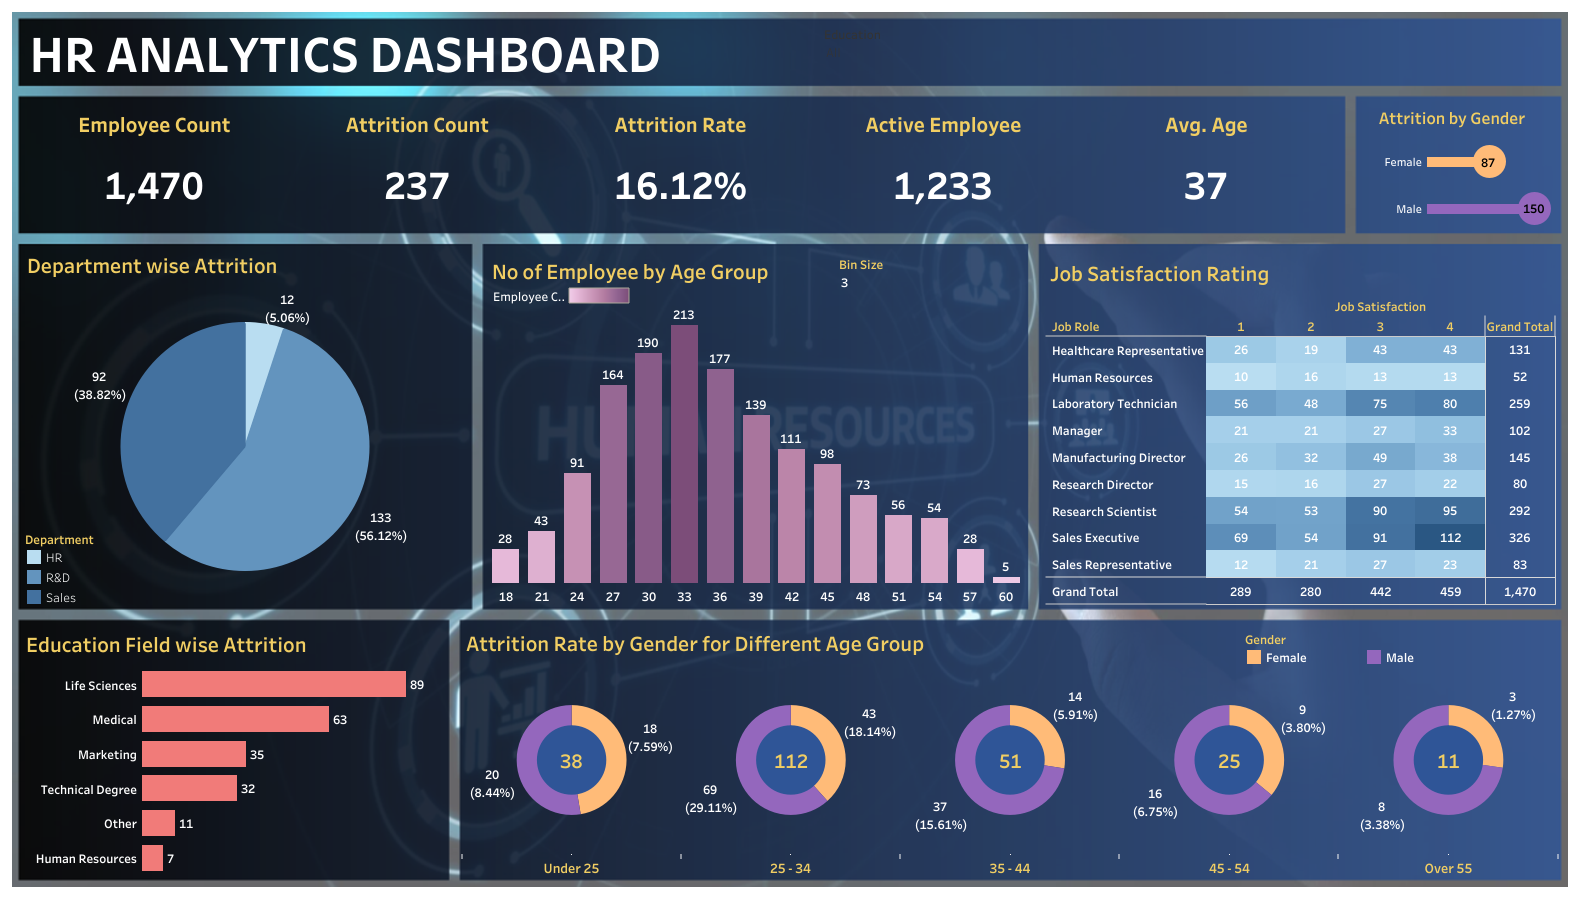 HR ANALYTICS DASHBOARD
Employee Count
Attrition Count
Attrition Rate
Active Employee
Avg. Age
1,470
237
16.12%
1,233
37
Attrition by Gender
Female 87
Male 150
Department wise Attrition
12
(5.06%)
92
(38.82%)
133
(56.12%)
Department
HR
R&D
Sales
No of Employee by Age Group
Bin Size
3
Employee C..
28 43 91 164 190 213 177 139 111 98 73 56 54 28 5
18 21 24 27 30 33 36 39 42 45 48 51 54 57 60
HUMAN RESOURCES
Job Satisfaction Rating
Job Satisfaction
Job Role 1 2 3 4 Grand Total
Healthcare Representative 26 19 43 43 131
Human Resources 10 16 13 13 52
Laboratory Technician 56 48 75 80 259
Manager 21 21 27 33 102
Manufacturing Director 26 32 49 38 145
Research Director 15 16 27 22 80
Research Scientist 54 53 90 95 292
Sales Executive 69 54 91 112 326
Sales Representative 12 21 27 23 83
Grand Total 289 280 442 459 1,470
Education Field wise Attrition
Life Sciences 89
Medical 63
Marketing 35
Technical Degree 32
Other 11
Human Resources 7
Attrition Rate by Gender for Different Age Group
Gender
Female
Male
18
(7.59%)
38
20
(8.44%)
43
(18.14%)
112
69
(29.11%)
14
(5.91%)
51
37
(15.61%)
9
(3.80%)
25
16
(6.75%)
3
(1.27%)
11
8
(3.38%)
Under 25
25 - 34
35 - 44
45 - 54
Over 55